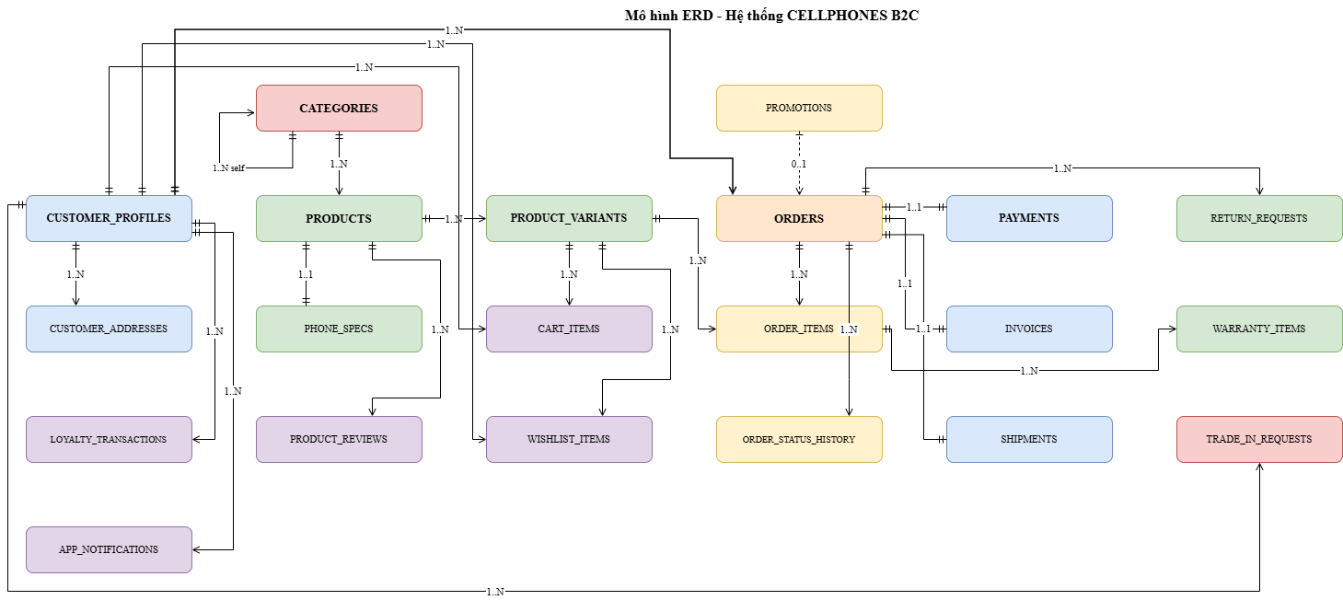 Mô hình ERD - Hệ thống CELLPHONES B2C
1..N
1..N
1..N
CATEGORIES
PROMOTIONS
1..N self
1..N
0..1
1..N
CUSTOMER_PROFILES
PRODUCTS
1..N
PRODUCT_VARIANTS
ORDERS
1..1
PAYMENTS
RETURN_REQUESTS
1..N
1..1
1..N
1..N
1..N
1..1
CUSTOMER_ADDRESSES
1..N
PHONE_SPECS
1..N
CART_ITEMS
1..N
ORDER_ITEMS
1..N
1..1
INVOICES
WARRANTY_ITEMS
1..N
1..N
LOYALTY_TRANSACTIONS
PRODUCT_REVIEWS
WISHLIST_ITEMS
ORDER_STATUS_HISTORY
SHIPMENTS
TRADE_IN_REQUESTS
APP_NOTIFICATIONS
1..N